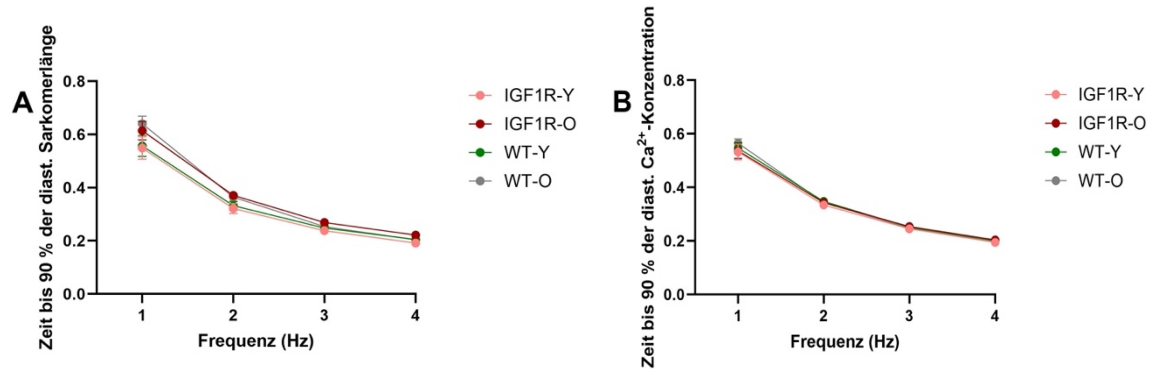 A
Zeit bis 90 % der diast. Sarkomerlänge
0.8
0.6
0.4
0.2
0.0
1 2 3 4
Frequenz (Hz)
IGF1R-Y
IGF1R-O
WT-Y
WT-O
B
Zeit bis 90 % der diast. Ca²⁺-Konzentration
0.8
0.6
0.4
0.2
0.0
1 2 3 4
Frequenz (Hz)
IGF1R-Y
IGF1R-O
WT-Y
WT-O